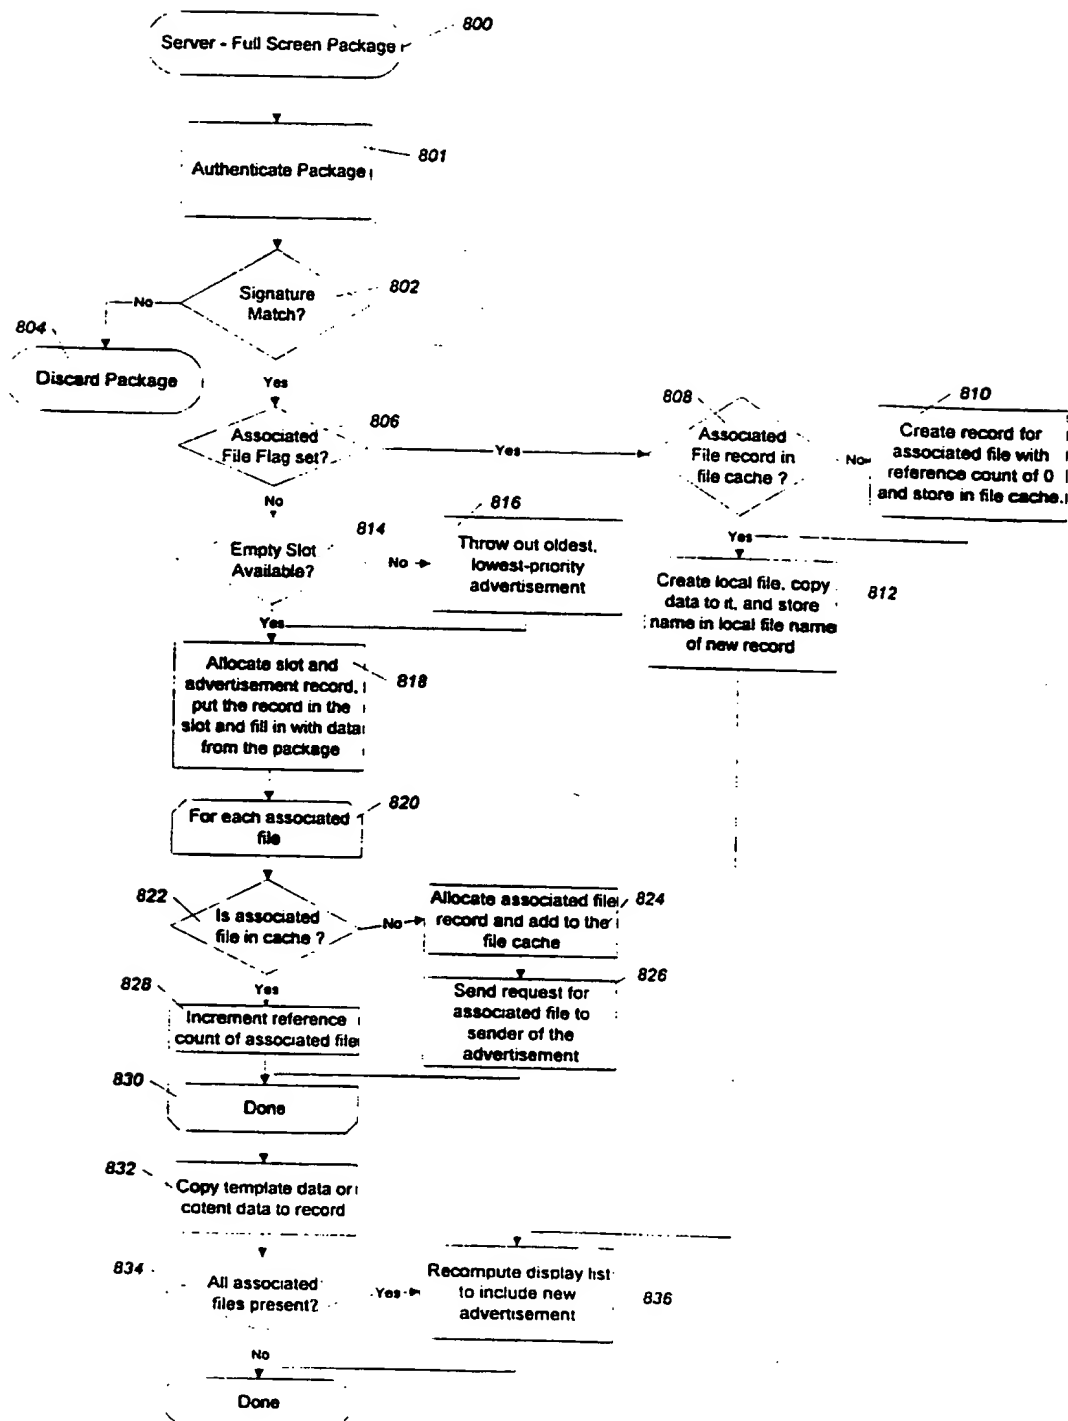 800
Server - Full Screen Package
801
Authenticate Package
802
Signature
Match?
No
804
Discard Package
Yes
806
Associated
File Flag set?
Yes
808
Associated
File record in
file cache ?
No
810
Create record for
associated file with
reference count of 0
and store in file cache.
No
814
Empty Slot
Available?
No
816
Throw out oldest,
lowest-priority
advertisement
Yes
812
Create local file, copy
data to it, and store
name in local file name
of new record
Yes
818
Allocate slot and
advertisement record,
put the record in the
slot and fill in with data
from the package
820
For each associated
file
822
Is associated
file in cache ?
No
824
Allocate associated file
record and add to the
file cache
826
Send request for
associated file to
sender of the
advertisement
Yes
828
Increment reference
count of associated file
830
Done
832
Copy template data or
cotent data to record
834
All associated
files present?
Yes
836
Recompute display list
to include new
advertisement
No
Done